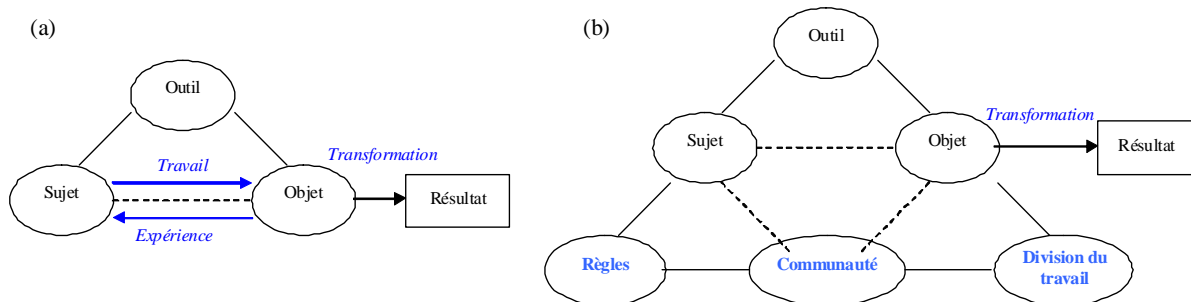 (a)
Outil
Travail
Transformation
Sujet
Objet
Résultat
Expérience
(b)
Outil
Transformation
Sujet
Objet
Résultat
Règles
Communauté
Division du
travail